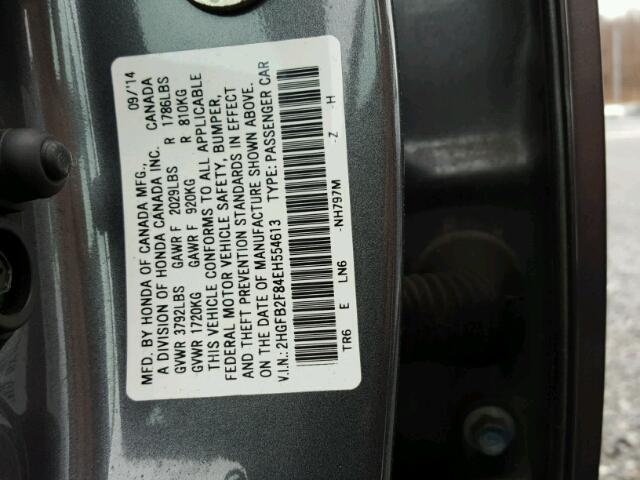 MFD. BY HONDA OF CANADA MFG., 09/'14
A DIVISION OF HONDA CANADA INC. CANADA
GVWR 3792LBS GAWR F 2029LBS R 1786LBS
GVWR 1720KG GAWR F 920KG R 810KG
THIS VEHICLE CONFORMS TO ALL APPLICABLE
FEDERAL MOTOR VEHICLE SAFETY, BUMPER,
AND THEFT PREVENTION STANDARDS IN EFFECT
ON THE DATE OF MANUFACTURE SHOWN ABOVE.
V.I.N.:2HGFB2F84EH554613 TYPE:PASSENGER CAR
TR6 E LN6 -NH797M -Z -H